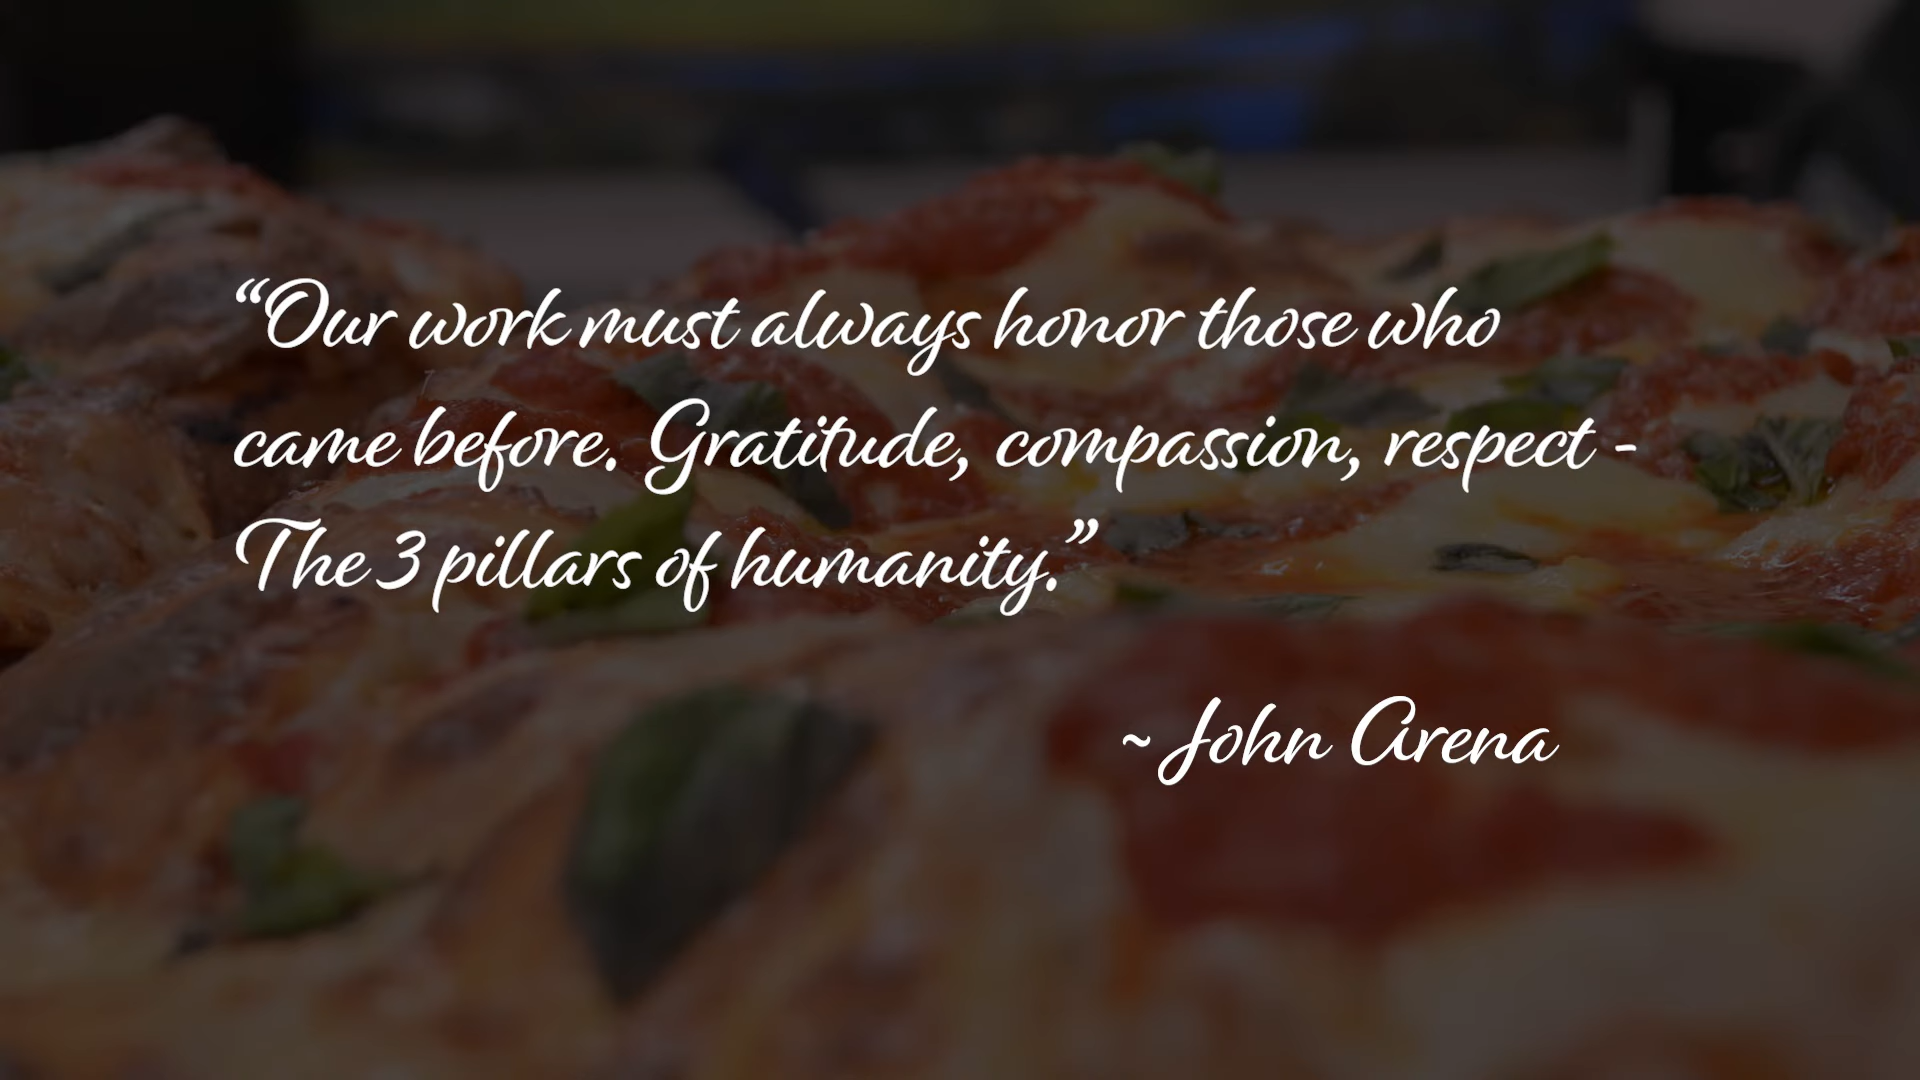 “Our work must always honor those who
came before. Gratitude, compassion, respect -
The 3 pillars of humanity.”
~ John Arena